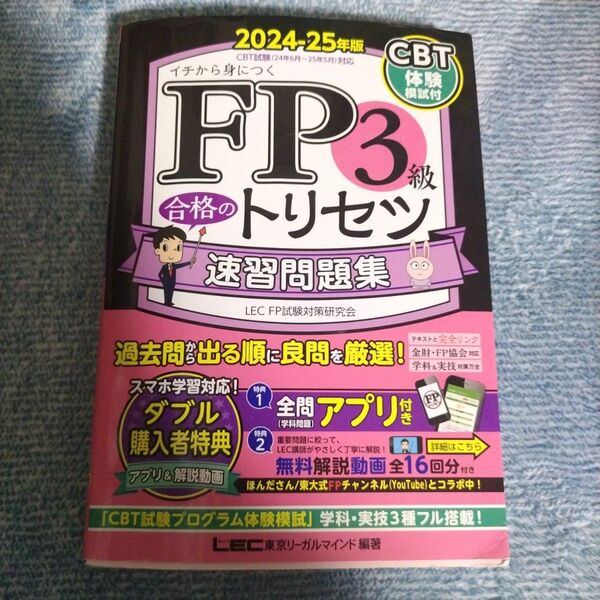 2024-25年版
CBT試験(24年6月～25年5月)対応
CBT
体験
模試付
イチから身につく
FP3級
合格のトリセツ
速習問題集
LEC FP試験対策研究会
過去問から出る順に良問を厳選!
テキストと完全リンク
金財・FP協会対応
学科&実技対策万全
スマホ学習対応!
ダブル
購入者特典
アプリ&解説動画
特典1 全問(学科問題)アプリ付き
特典2 重要問題に絞って、
LEC講師がやさしく丁寧に解説!
詳細はこちら
無料解説動画 全16回分付き
ほんださん/東大式FPチャンネル(YouTube)とコラボ中!
「CBT試験プログラム体験模試」学科・実技3種フル搭載!
LEC東京リーガルマインド 編著
FP